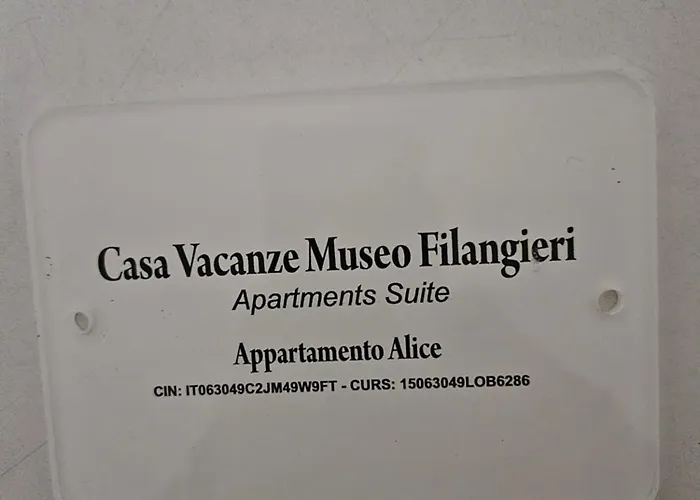 Casa Vacanze Museo Filangieri
Apartments Suite
Appartamento Alice
CIN: IT063049C2JM49W9FT - CURS: 15063049LOB6286